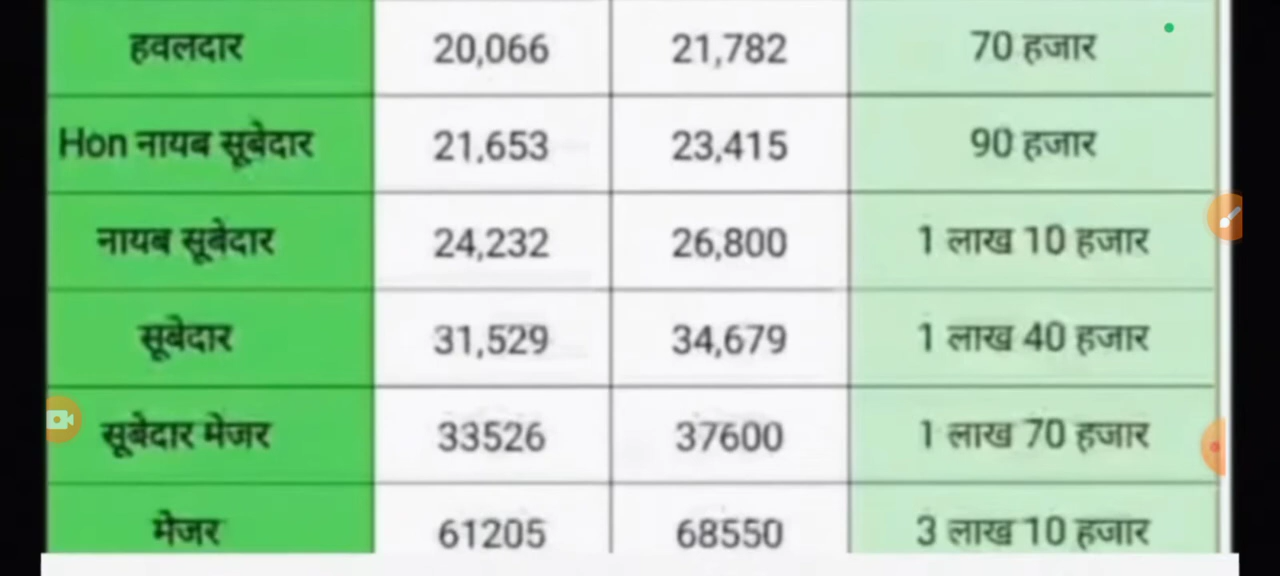 हवलदार 20,066 21,782 70 हजार
Hon नायब सूबेदार 21,653 23,415 90 हजार
नायब सूबेदार 24,232 26,800 1 लाख 10 हजार
सूबेदार 31,529 34,679 1 लाख 40 हजार
सूबेदार मेजर 33526 37600 1 लाख 70 हजार
मेजर 61205 68550 3 लाख 10 हजार